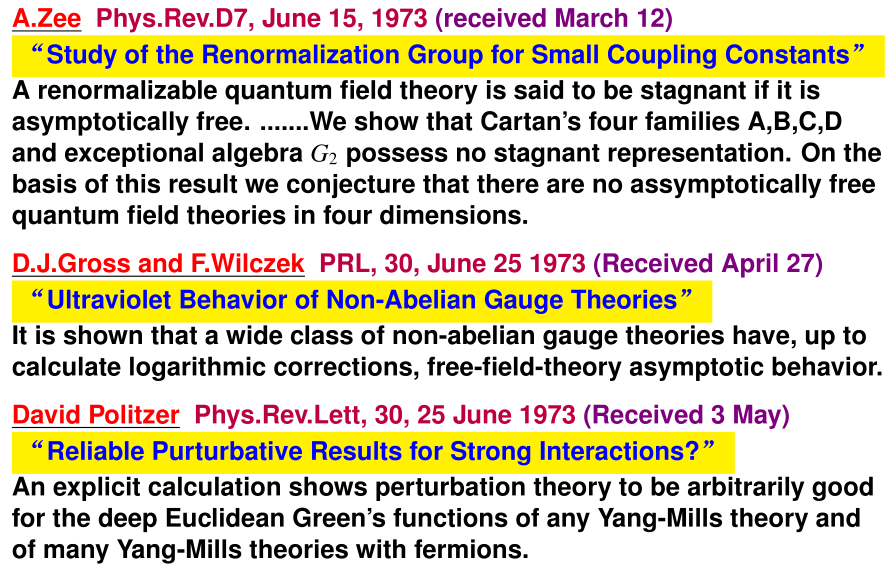 A.Zee Phys.Rev.D7, June 15, 1973 (received March 12)
“Study of the Renormalization Group for Small Coupling Constants”
A renormalizable quantum field theory is said to be stagnant if it is
asymptotically free. .......We show that Cartan’s four families A,B,C,D
and exceptional algebra G₂ possess no stagnant representation. On the
basis of this result we conjecture that there are no assymptotically free
quantum field theories in four dimensions.
D.J.Gross and F.Wilczek PRL, 30, June 25 1973 (Received April 27)
“Ultraviolet Behavior of Non-Abelian Gauge Theories”
It is shown that a wide class of non-abelian gauge theories have, up to
calculate logarithmic corrections, free-field-theory asymptotic behavior.
David Politzer Phys.Rev.Lett, 30, 25 June 1973 (Received 3 May)
“Reliable Purturbative Results for Strong Interactions?”
An explicit calculation shows perturbation theory to be arbitrarily good
for the deep Euclidean Green’s functions of any Yang-Mills theory and
of many Yang-Mills theories with fermions.